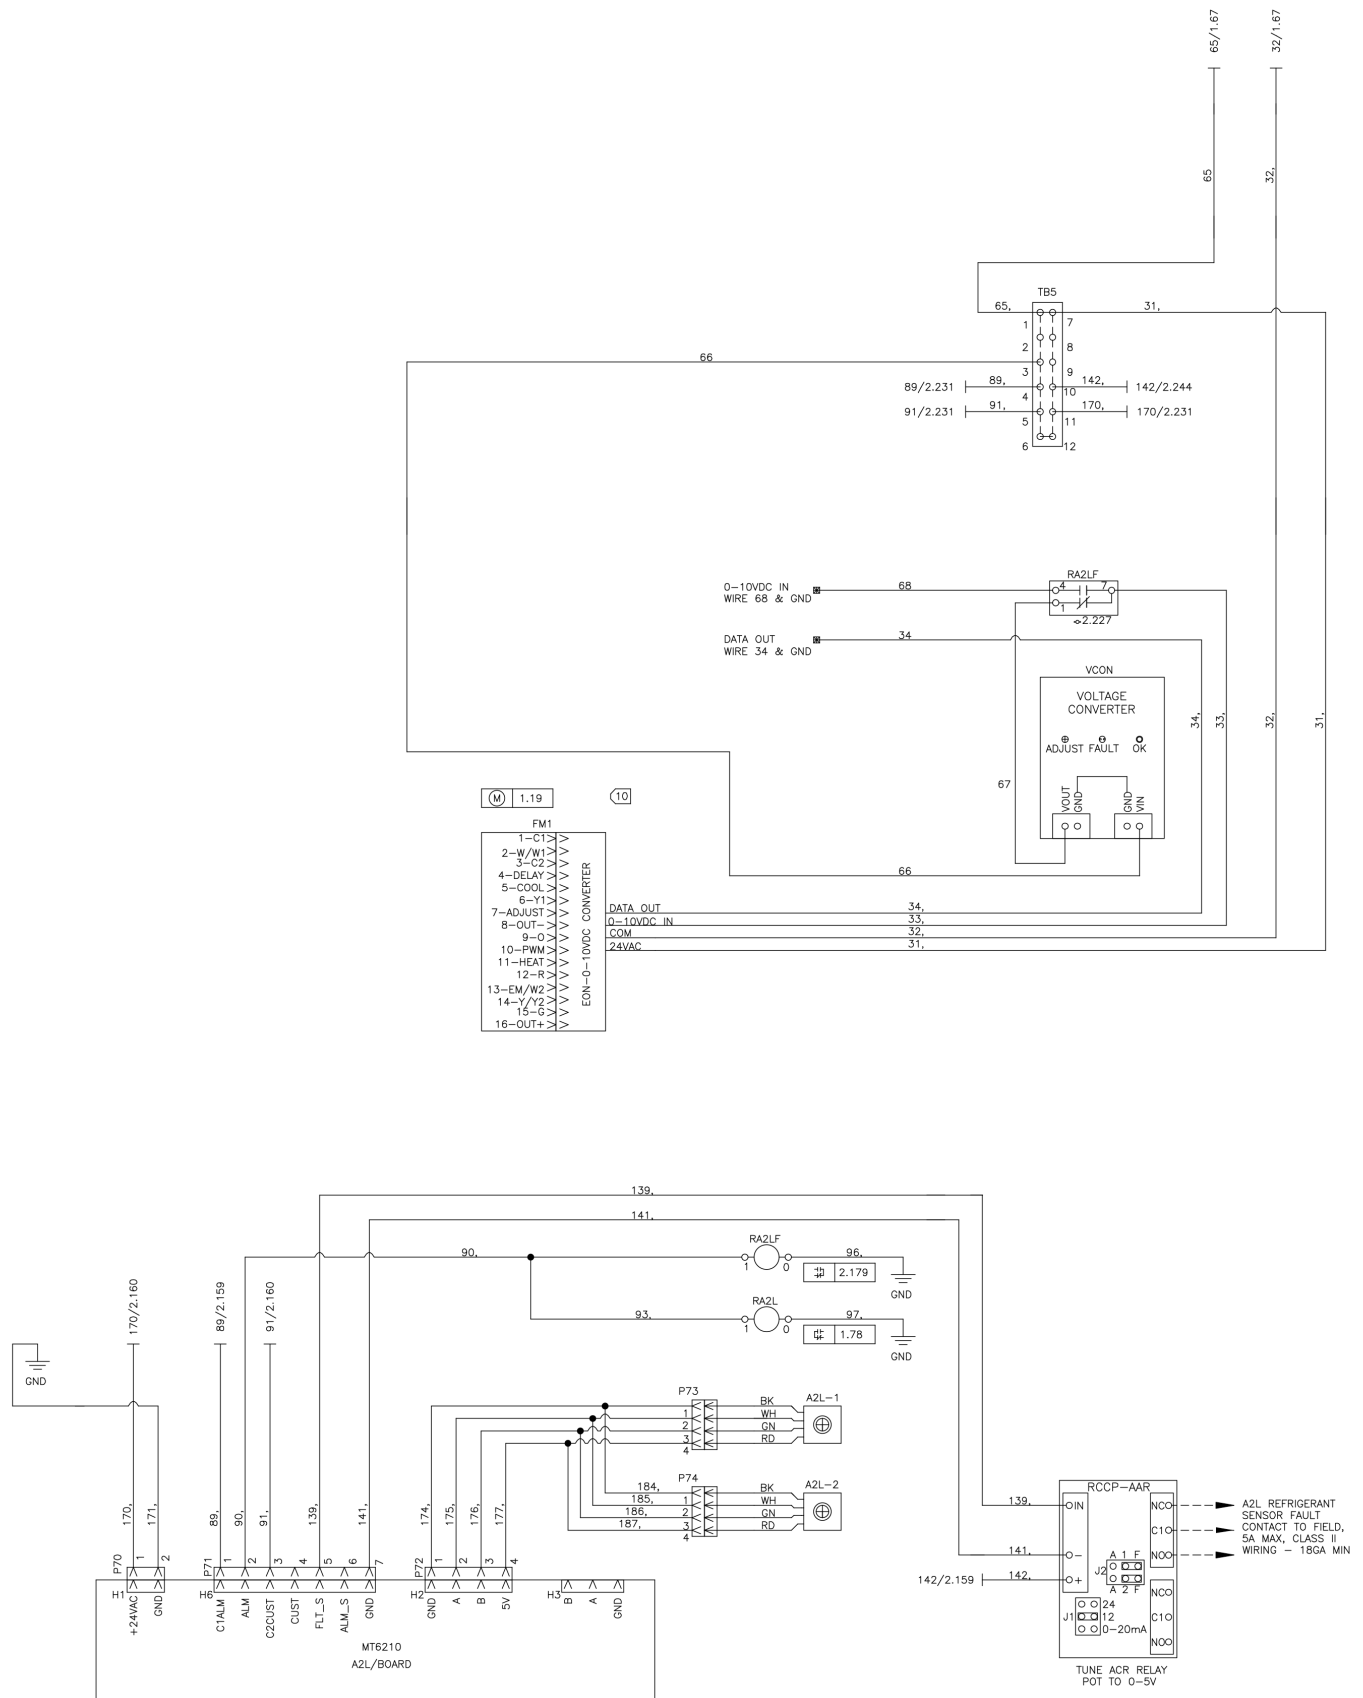 65/1.67
32/1.67
65
32,
TB5
65,
31,
1
7
2
8
66
3
9
89/2.231
89,
142,
142/2.244
4
10
91/2.231
91,
170,
170/2.231
5
11
6
12
0-10VDC IN
WIRE 68 & GND
68
RA2LF
4
7
1
⇔2.227
DATA OUT
WIRE 34 & GND
34
VCON
VOLTAGE
CONVERTER
ADJUST FAULT OK
34,
33,
32,
31,
67
VOUT
GND
GND
VIN
M 1.19
10
FM1
1-C1
2-W/W1
3-C2
4-DELAY
5-COOL
6-Y1
7-ADJUST
8-OUT-
9-O
10-PWM
11-HEAT
12-R
13-EM/W2
14-Y/Y2
15-G
16-OUT+
EON-0-10VDC CONVERTER
66
DATA OUT
34,
0-10VDC IN
33,
COM
32,
24VAC
31,
139,
141,
90,
RA2LF
1
0
96,
2.179
GND
93,
RA2L
1
0
97,
1.78
GND
170/2.160
89/2.159
91/2.160
GND
P73
BK
WH
GN
RD
1
2
3
4
A2L-1
P74
184,
185,
186,
187,
BK
WH
GN
RD
1
2
3
4
A2L-2
170,
171,
89,
90,
91,
139,
141,
174,
175,
176,
177,
P70
1
2
P71
1
2
3
4
5
6
7
P72
1
2
3
4
H1
+24VAC
GND
H6
C1ALM
ALM
C2CUST
CUST
FLT_S
ALM_S
GND
H2
GND
A
B
5V
H3
B
A
GND
MT6210
A2L/BOARD
RCCP-AAR
139,
IN
141,
-
142/2.159
142,
+
NC
C1
NO
A2L REFRIGERANT
SENSOR FAULT
CONTACT TO FIELD,
5A MAX, CLASS II
WIRING - 18GA MIN
A 1 F
J2
A 2 F
J1
24
12
0-20mA
NC
C1
NO
TUNE ACR RELAY
POT TO 0-5V